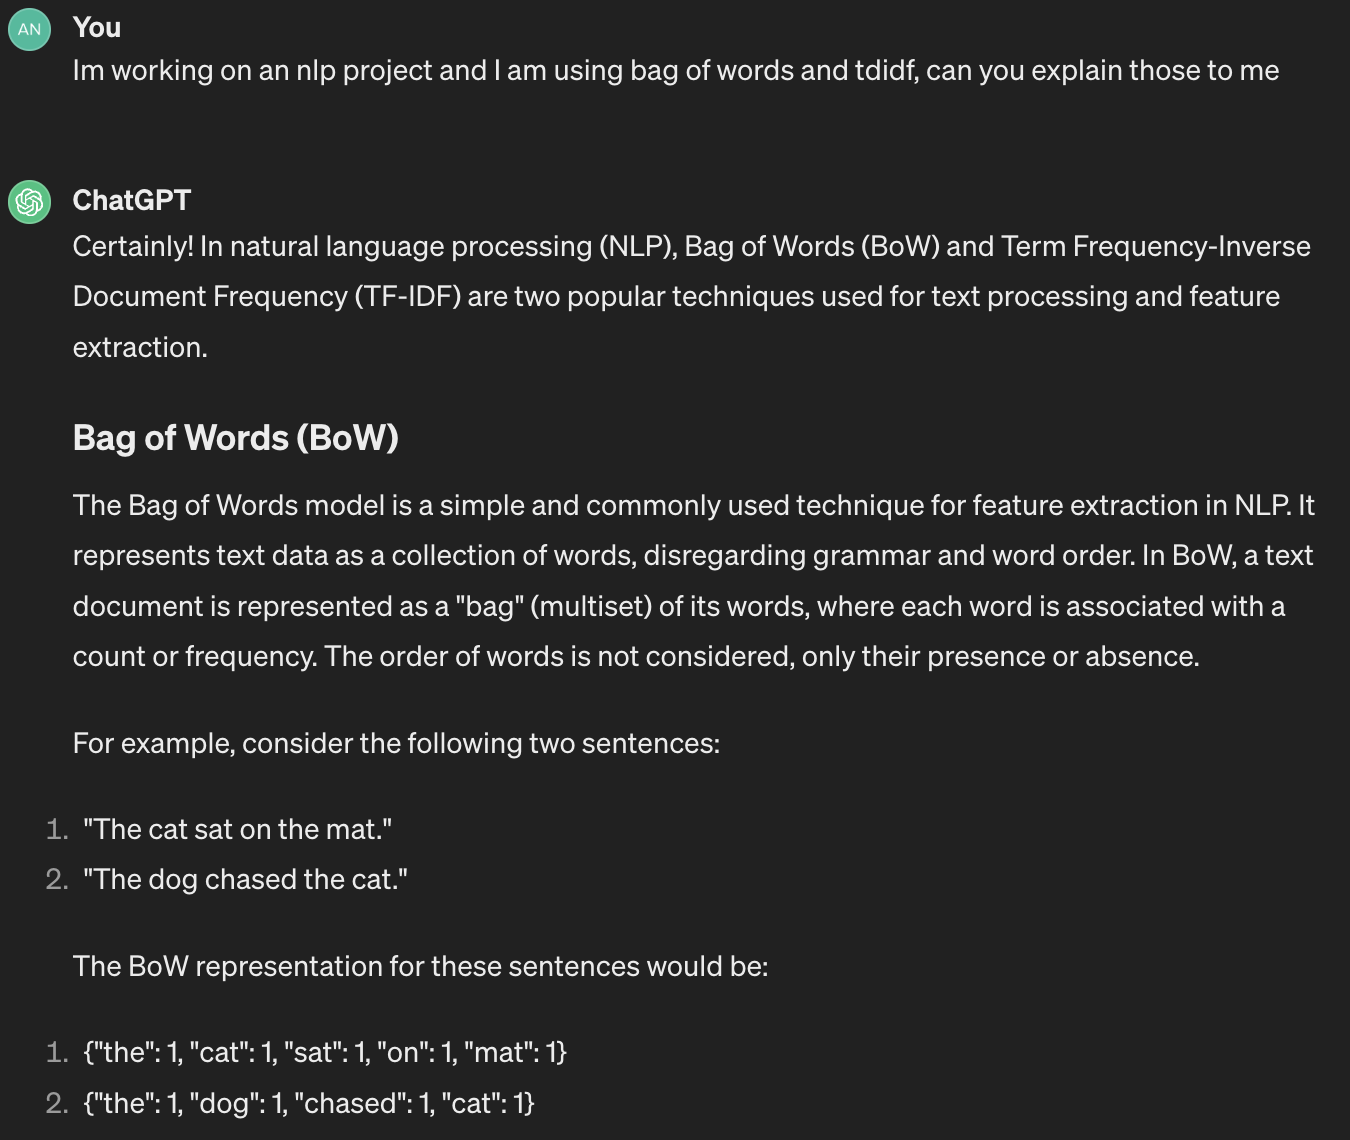 AN
You
Im working on an nlp project and I am using bag of words and tdidf, can you explain those to me
ChatGPT
Certainly! In natural language processing (NLP), Bag of Words (BoW) and Term Frequency-Inverse
Document Frequency (TF-IDF) are two popular techniques used for text processing and feature
extraction.
Bag of Words (BoW)
The Bag of Words model is a simple and commonly used technique for feature extraction in NLP. It
represents text data as a collection of words, disregarding grammar and word order. In BoW, a text
document is represented as a "bag" (multiset) of its words, where each word is associated with a
count or frequency. The order of words is not considered, only their presence or absence.
For example, consider the following two sentences:
1. "The cat sat on the mat."
2. "The dog chased the cat."
The BoW representation for these sentences would be:
1. {"the": 1, "cat": 1, "sat": 1, "on": 1, "mat": 1}
2. {"the": 1, "dog": 1, "chased": 1, "cat": 1}